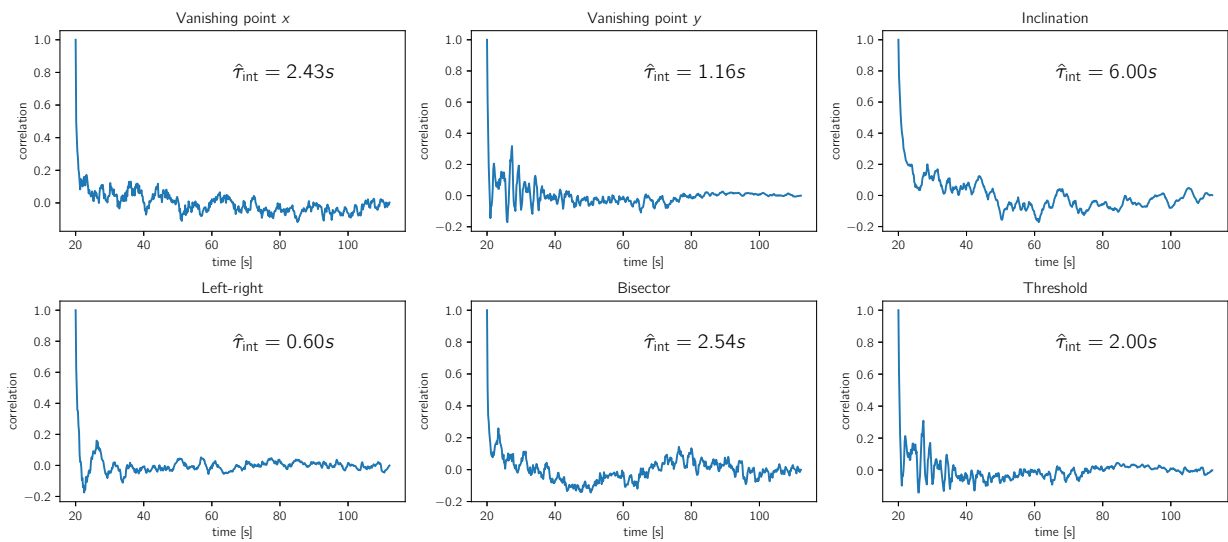 Vanishing point x
1.0
0.8
0.6
0.4
0.2
0.0
correlation
τ̂int = 2.43s
20 40 60 80 100
time [s]
Vanishing point y
1.0
0.8
0.6
0.4
0.2
0.0
−0.2
correlation
τ̂int = 1.16s
20 40 60 80 100
time [s]
Inclination
1.0
0.8
0.6
0.4
0.2
0.0
−0.2
correlation
τ̂int = 6.00s
20 40 60 80 100
time [s]
Left-right
1.0
0.8
0.6
0.4
0.2
0.0
−0.2
correlation
τ̂int = 0.60s
20 40 60 80 100
time [s]
Bisector
1.0
0.8
0.6
0.4
0.2
0.0
−0.2
correlation
τ̂int = 2.54s
20 40 60 80 100
time [s]
Threshold
1.0
0.8
0.6
0.4
0.2
0.0
correlation
τ̂int = 2.00s
20 40 60 80 100
time [s]